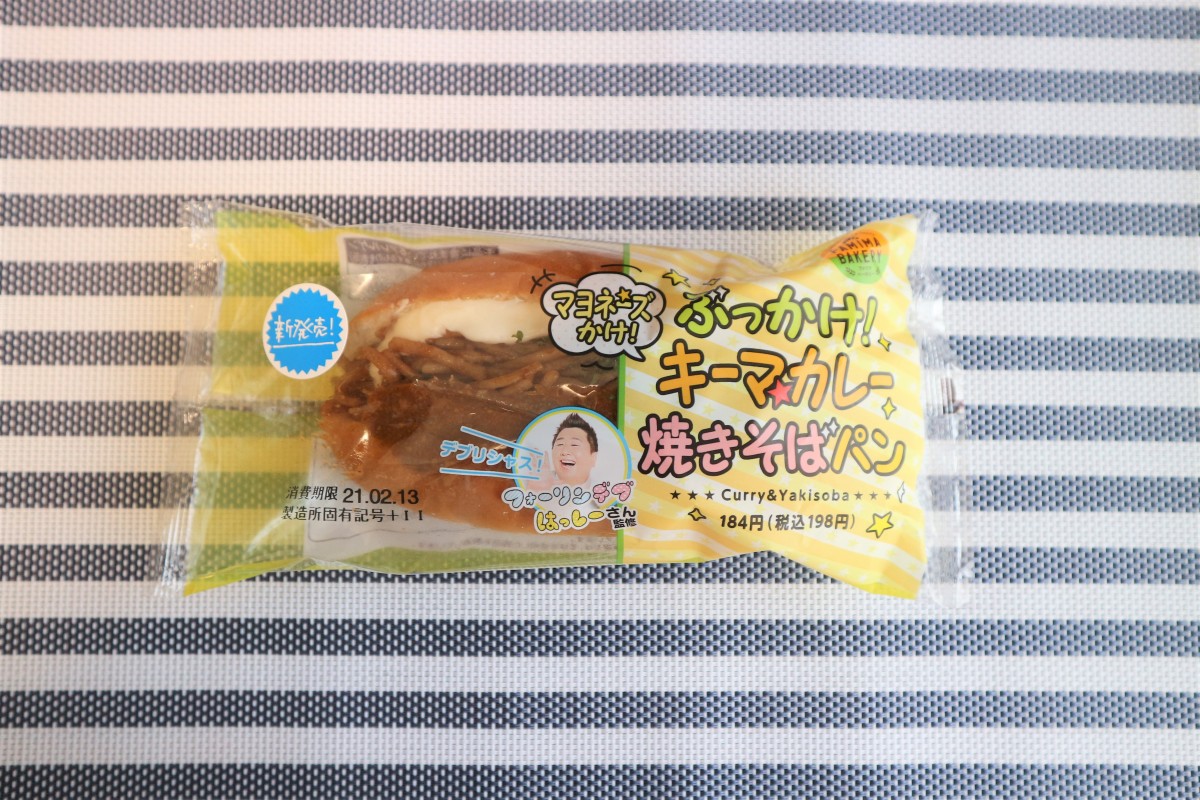 FAMIMA
BAKERY
新発売!
マヨネーズ
かけ!
ぶっかけ!
キーマ★カレー
焼きそばパン
★★★Curry&Yakisoba★★★
184円(税込198円)
デブリシャス!
フォーリンデブ
はっしーさん
監修
消費期限 21.02.13
製造所固有記号+II